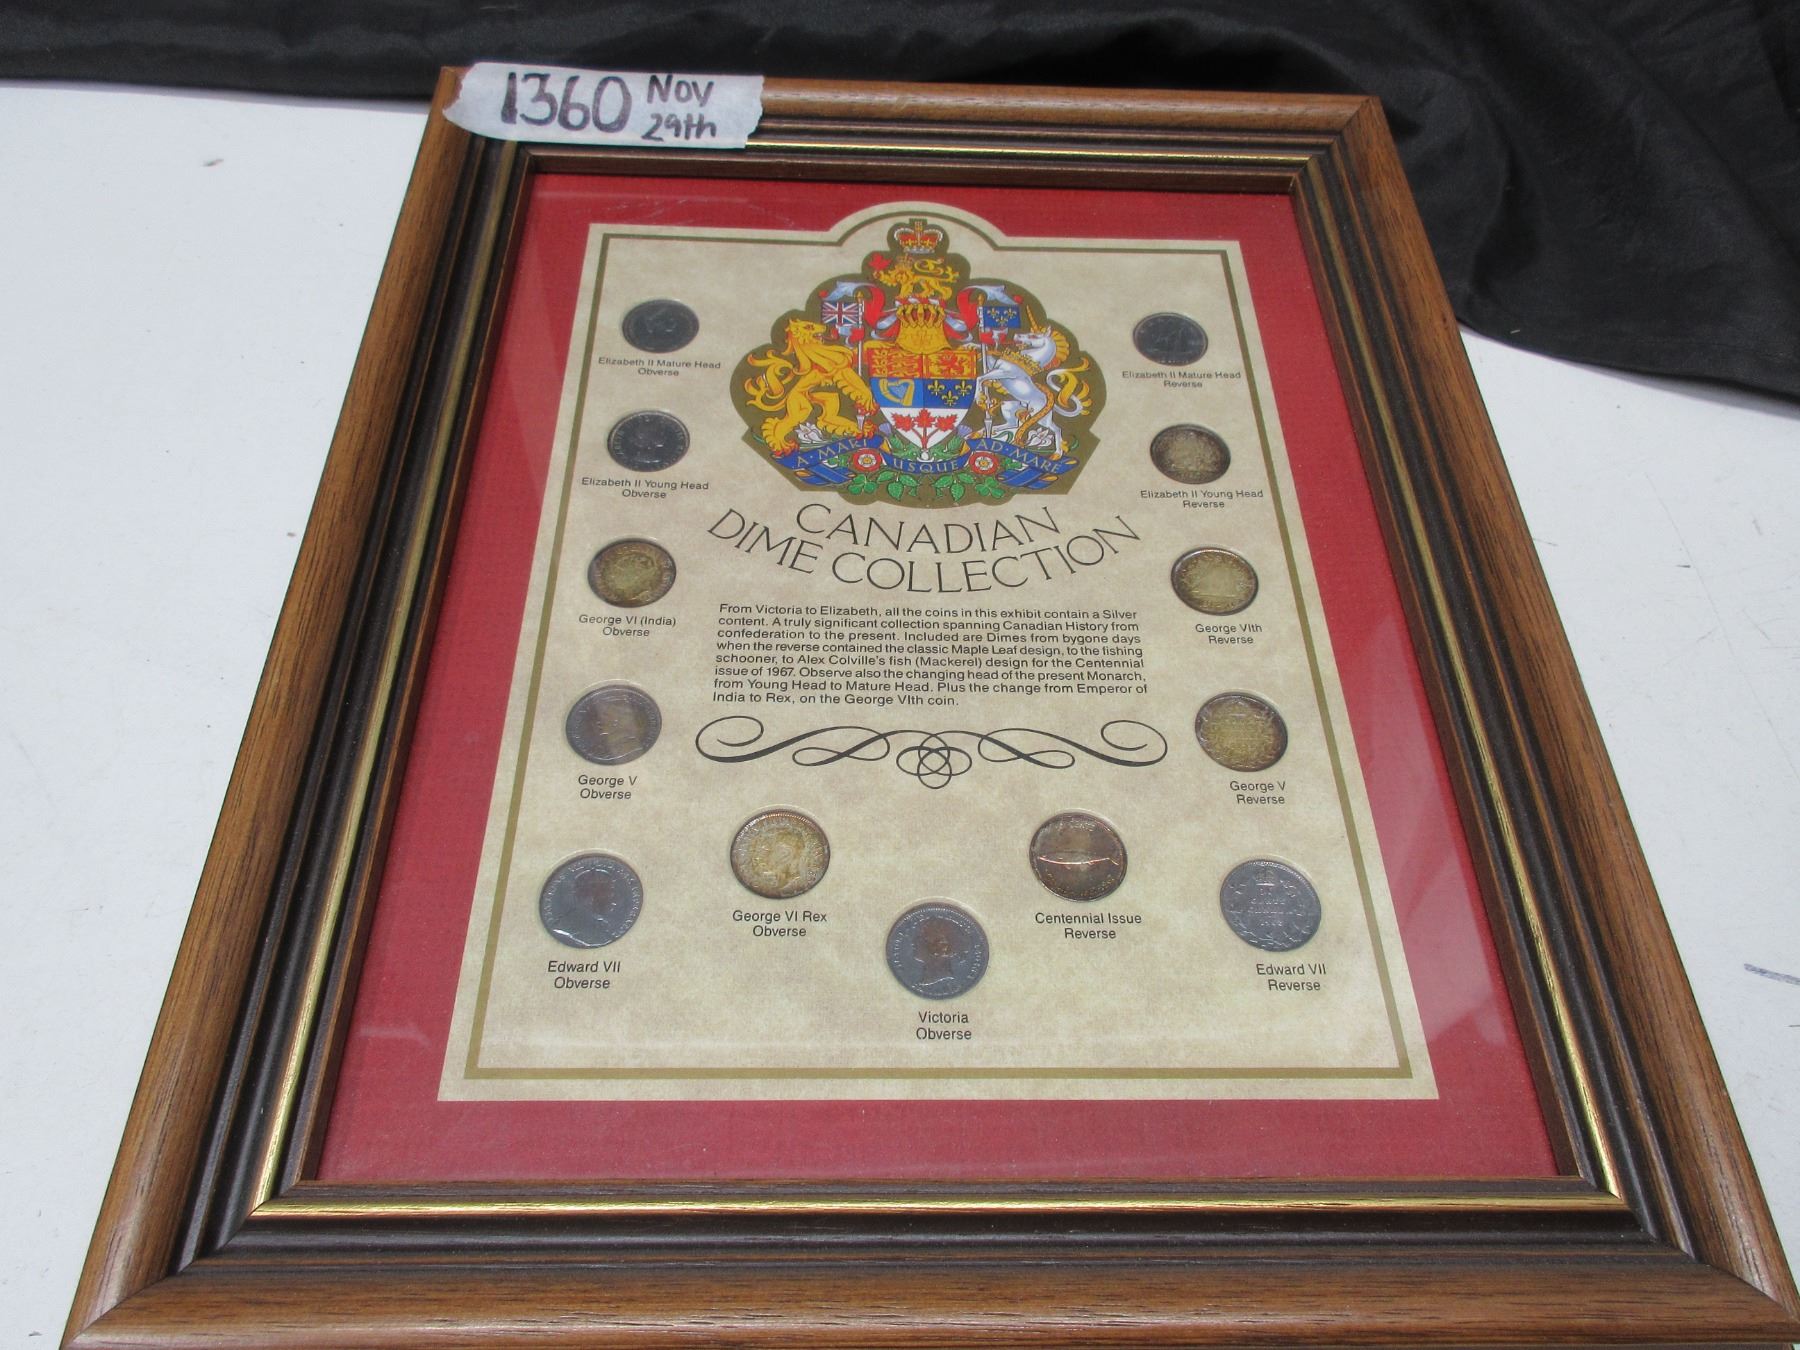 1360 Nov
29th
A·MARI USQUE AD·MARE
Elizabeth II Mature Head
Obverse
Elizabeth II Mature Head
Reverse
Elizabeth II Young Head
Obverse
Elizabeth II Young Head
Reverse
CANADIAN
DIME COLLECTION
From Victoria to Elizabeth, all the coins in this exhibit contain a Silver
content. A truly significant collection spanning Canadian History from
confederation to the present. Included are Dimes from bygone days
when the reverse contained the classic Maple Leaf design, to the fishing
schooner, to Alex Colville's fish (Mackerel) design for the Centennial
issue of 1967. Observe also the changing head of the present Monarch,
from Young Head to Mature Head. Plus the change from Emperor of
India to Rex, on the George VIth coin.
George VI (India)
Obverse
George VIth
Reverse
George V
Obverse
George V
Reverse
George VI Rex
Obverse
Centennial Issue
Reverse
Edward VII
Obverse
Edward VII
Reverse
Victoria
Obverse